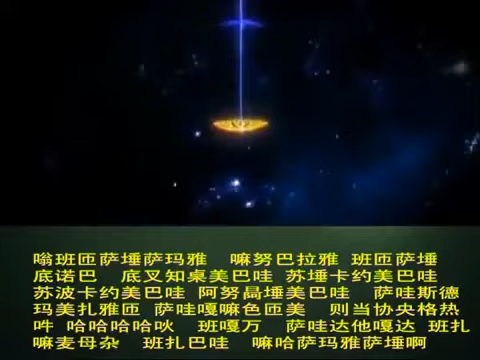 嗡班匝萨埵萨玛雅 嘛努巴拉雅 班匝萨埵
底诺巴 底叉知桌美巴哇 苏埵卡约美巴哇
苏波卡约美巴哇 阿努晶埵美巴哇 萨哇斯德
玛美扎雅匝 萨哇嘎嘛色匝美 则当协央格热
吽 哈哈哈哈吙 班嘎万 萨哇达他嘎达 班扎
嘛麦母杂 班扎巴哇 嘛哈萨玛雅萨埵啊